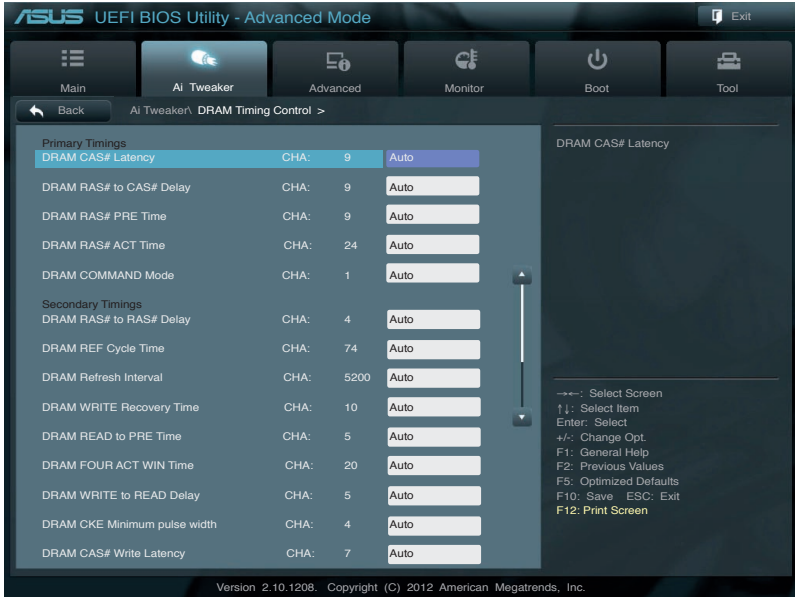 ASUS UEFI BIOS Utility - Advanced Mode
Exit
Main Ai Tweaker Advanced Monitor Boot Tool
Back Ai Tweaker\ DRAM Timing Control >
Primary Timings
DRAM CAS# Latency CHA: 9 Auto
DRAM RAS# to CAS# Delay CHA: 9 Auto
DRAM RAS# PRE Time CHA: 9 Auto
DRAM RAS# ACT Time CHA: 24 Auto
DRAM COMMAND Mode CHA: 1 Auto
Secondary Timings
DRAM RAS# to RAS# Delay CHA: 4 Auto
DRAM REF Cycle Time CHA: 74 Auto
DRAM Refresh Interval CHA: 5200 Auto
DRAM WRITE Recovery Time CHA: 10 Auto
DRAM READ to PRE Time CHA: 5 Auto
DRAM FOUR ACT WIN Time CHA: 20 Auto
DRAM WRITE to READ Delay CHA: 5 Auto
DRAM CKE Minimum pulse width CHA: 4 Auto
DRAM CAS# Write Latency CHA: 7 Auto
DRAM CAS# Latency
→←: Select Screen
↑↓: Select Item
Enter: Select
+/-: Change Opt.
F1: General Help
F2: Previous Values
F5: Optimized Defaults
F10: Save ESC: Exit
F12: Print Screen
Version 2.10.1208. Copyright (C) 2012 American Megatrends, Inc.